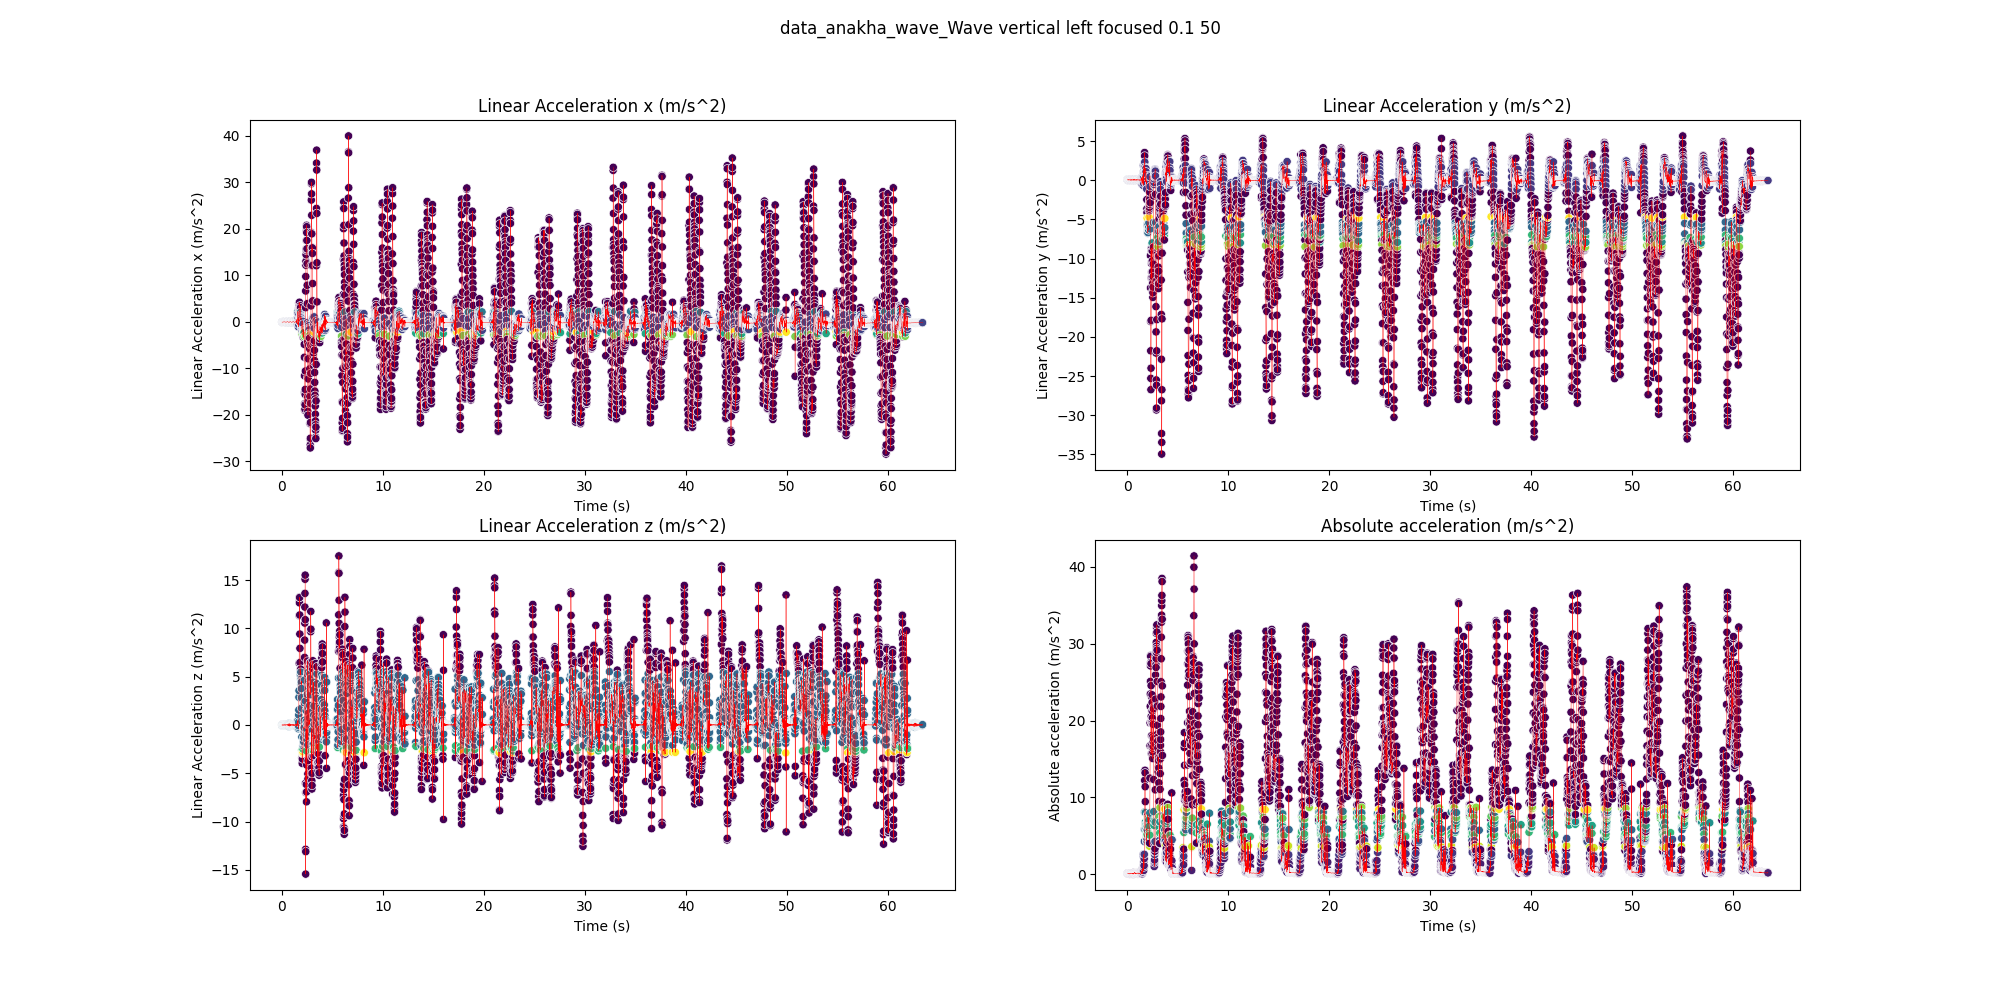 data_anakha_wave_Wave vertical left focused 0.1 50
Linear Acceleration x (m/s^2)
Linear Acceleration x (m/s^2)
40
30
20
10
0
−10
−20
−30
0 10 20 30 40 50 60
Time (s)
Linear Acceleration y (m/s^2)
Linear Acceleration y (m/s^2)
5
0
−5
−10
−15
−20
−25
−30
−35
0 10 20 30 40 50 60
Time (s)
Linear Acceleration z (m/s^2)
Linear Acceleration z (m/s^2)
15
10
5
0
−5
−10
−15
0 10 20 30 40 50 60
Time (s)
Absolute acceleration (m/s^2)
Absolute acceleration (m/s^2)
40
30
20
10
0
0 10 20 30 40 50 60
Time (s)